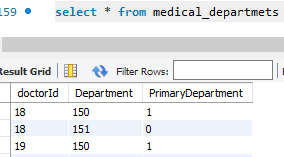 159 select * from medical_departmets
Result Grid Filter Rows:
doctorId Department PrimaryDepartment
18 150 1
18 151 0
19 150 1